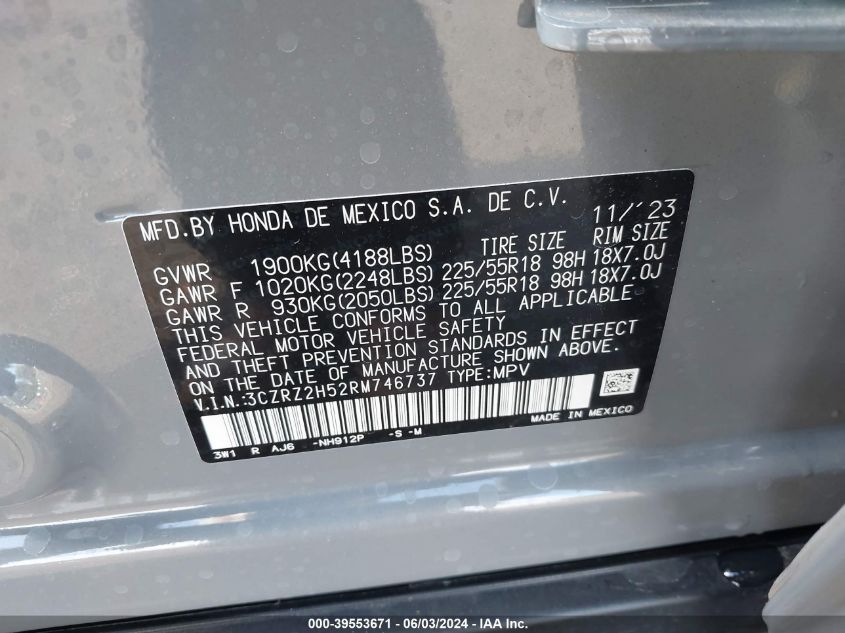 MFD.BY HONDA DE MEXICO S.A. DE C.V. 11/'23
TIRE SIZE RIM SIZE
GVWR 1900KG(4188LBS)
GAWR F 1020KG(2248LBS) 225/55R18 98H 18X7.0J
GAWR R 930KG(2050LBS) 225/55R18 98H 18X7.0J
THIS VEHICLE CONFORMS TO ALL APPLICABLE
FEDERAL MOTOR VEHICLE SAFETY
AND THEFT PREVENTION STANDARDS IN EFFECT
ON THE DATE OF MANUFACTURE SHOWN ABOVE.
V.I.N.:3CZRZ2H52RM746737 TYPE:MPV
MADE IN MEXICO
3W1 R AJ6 -NH912P -S -M
000-39553671 - 06/03/2024 - IAA Inc.